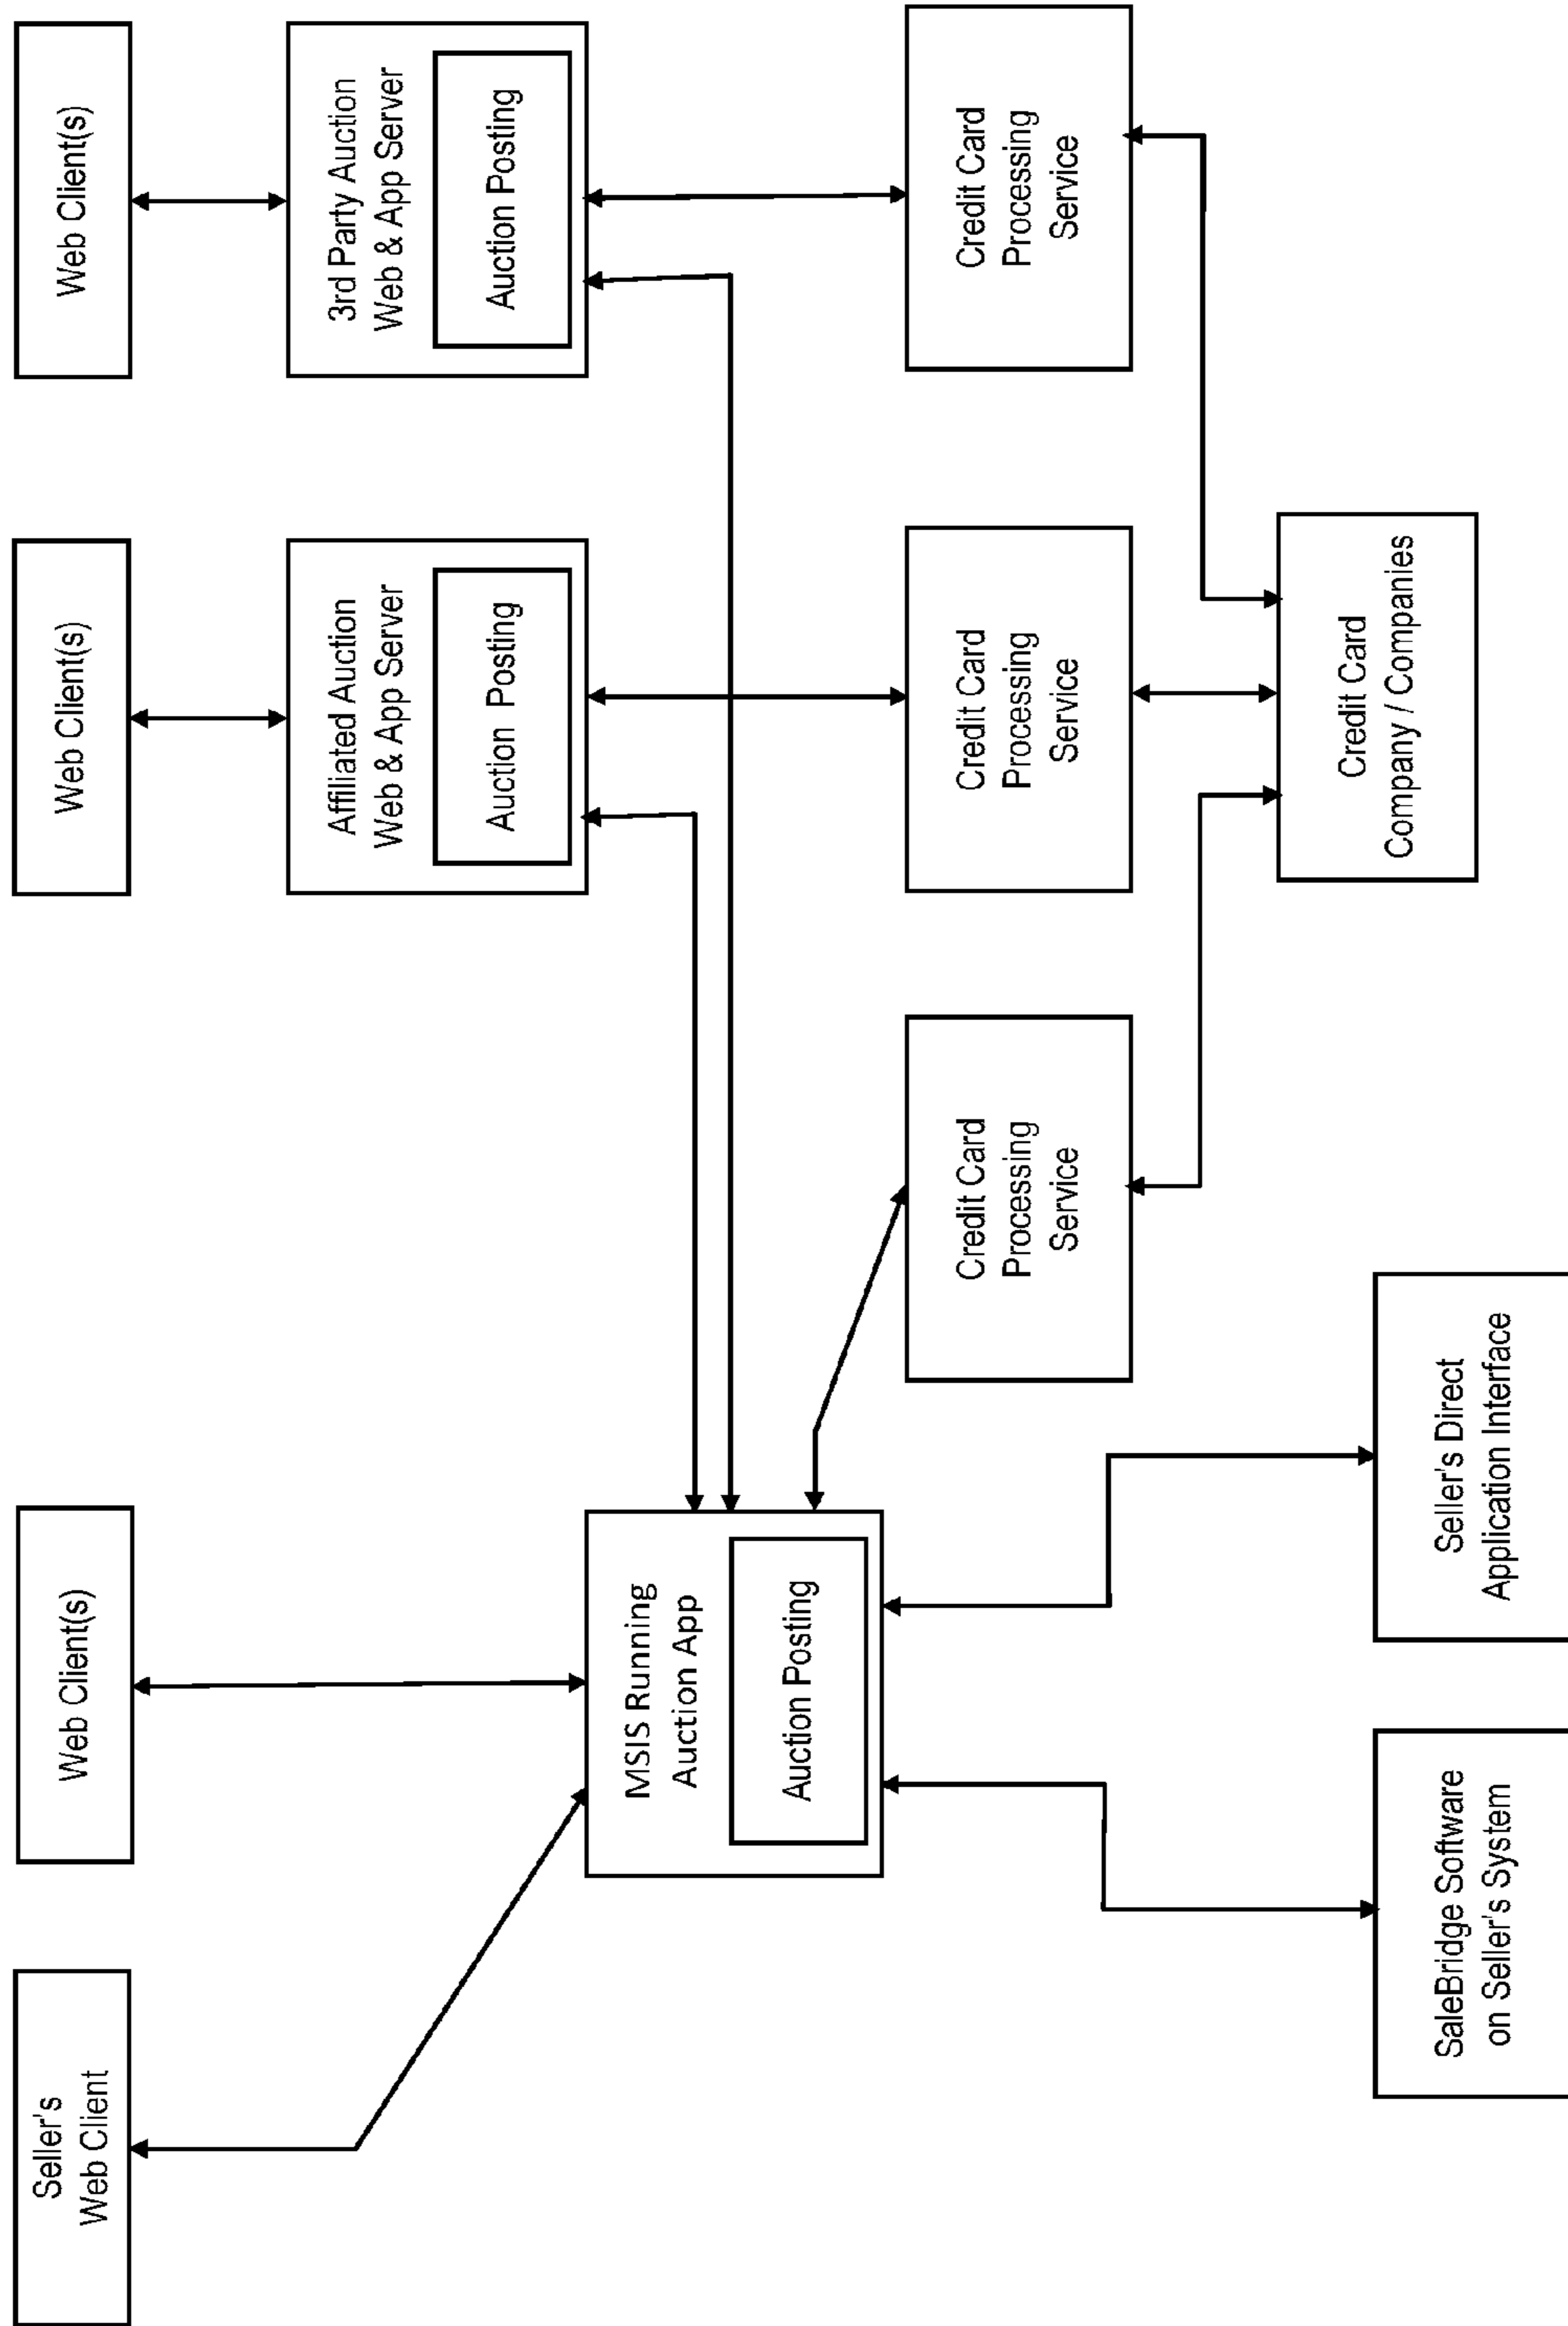 Seller's
Web Client
Web Client(s)
Web Client(s)
Web Client(s)
Affiliated Auction
Web & App Server
Auction Posting
3rd Party Auction
Web & App Server
Auction Posting
MSIS Running
Auction App
Auction Posting
Credit Card
Processing
Service
Credit Card
Processing
Service
Credit Card
Processing
Service
Credit Card
Company / Companies
SaleBridge Software
on Seller's System
Seller's Direct
Application Interface